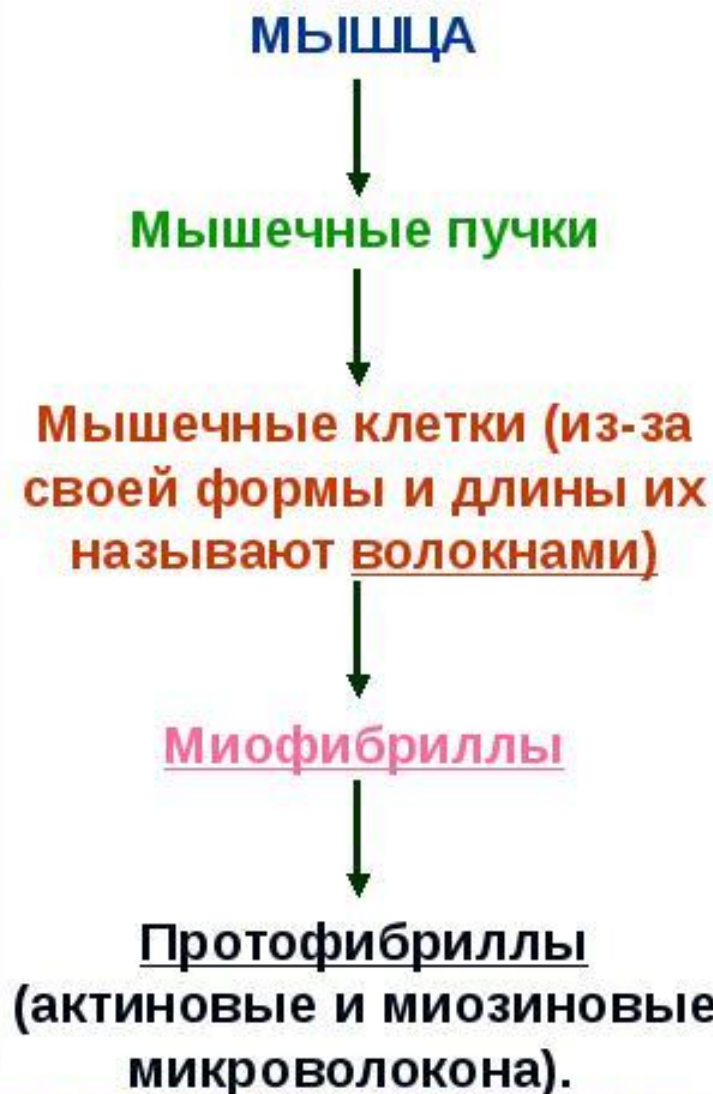 МЫШЦА
Мышечные пучки
Мышечные клетки (из-за
своей формы и длины их
называют волокнами)
Миофибриллы
Протофибриллы
(актиновые и миозиновые
микроволокона).